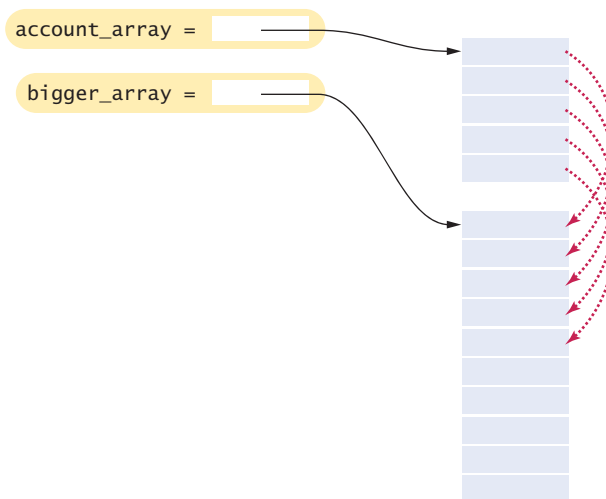 account_array =
bigger_array =